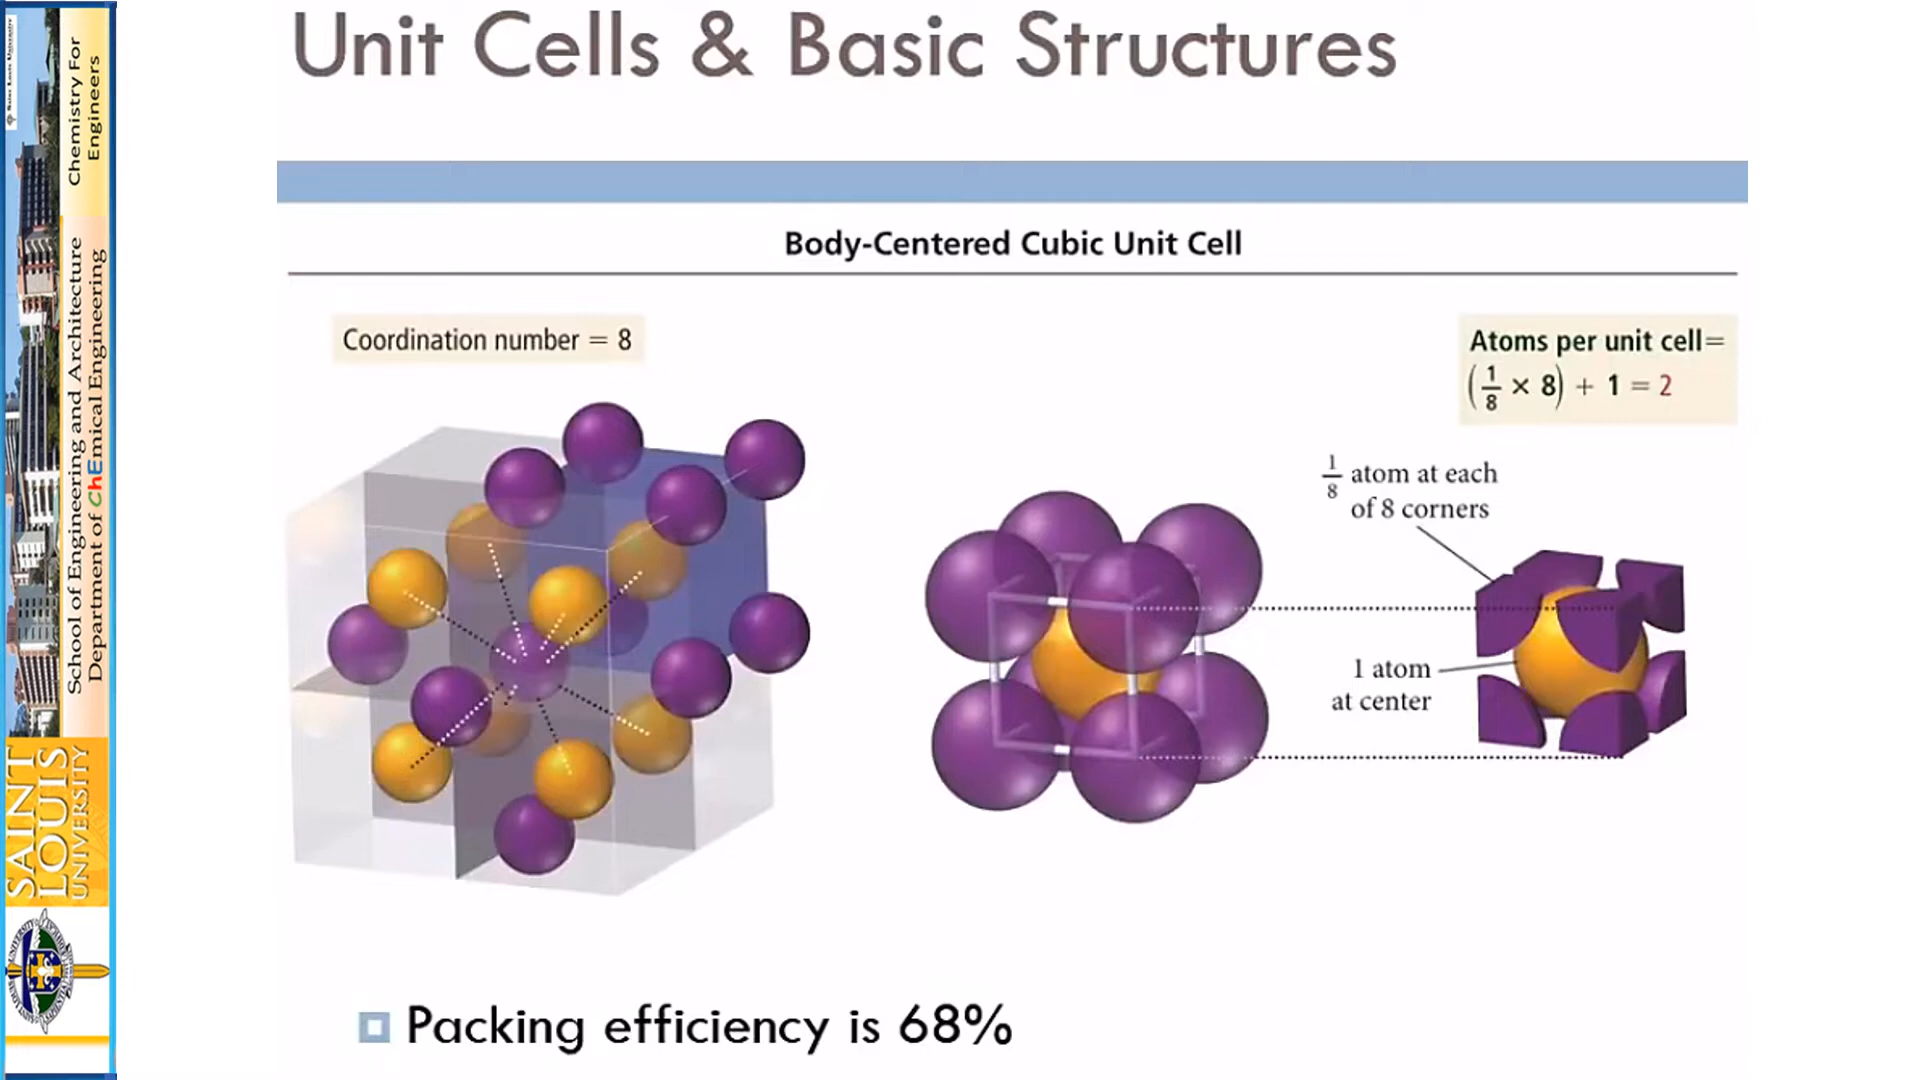 Unit Cells & Basic Structures
Body-Centered Cubic Unit Cell
Coordination number = 8
Atoms per unit cell=
(1/8 × 8) + 1 = 2
1/8 atom at each
of 8 corners
1 atom
at center
Packing efficiency is 68%
Chemistry For
Engineers
School of Engineering and Architecture
Department of ChEmical Engineering
SAINT
LOUIS
UNIVERSITY